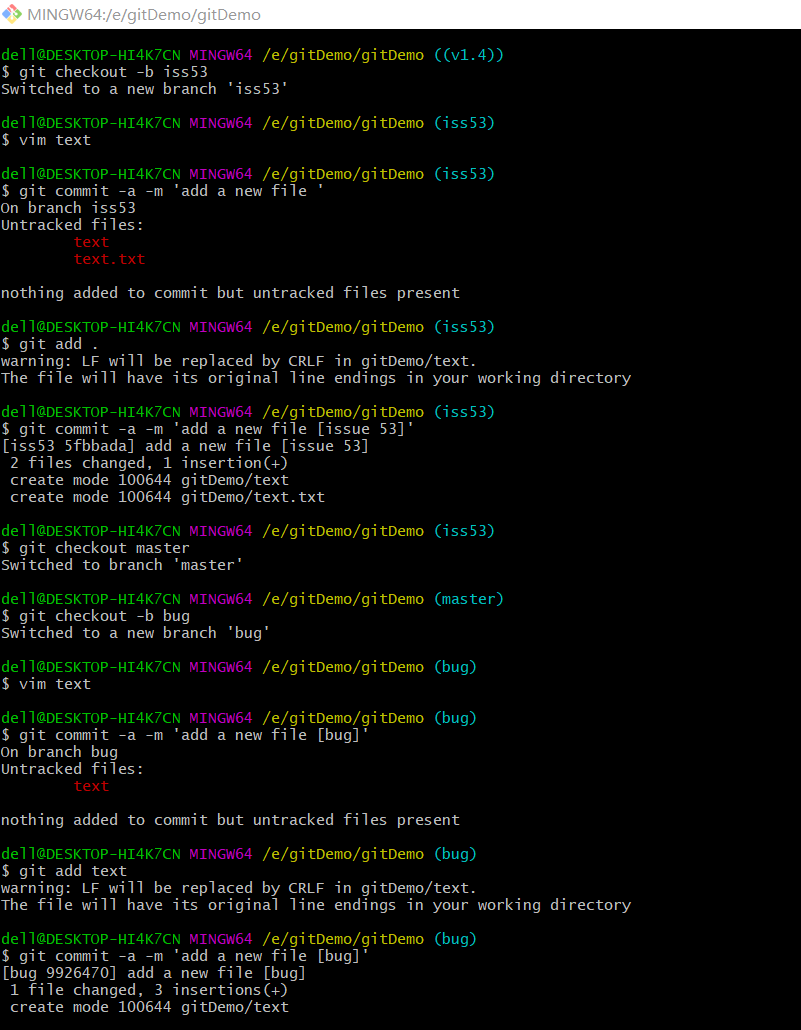 MINGW64:/e/gitDemo/gitDemo
dell@DESKTOP-HI4K7CN MINGW64 /e/gitDemo/gitDemo ((v1.4))
$ git checkout -b iss53
Switched to a new branch 'iss53'
dell@DESKTOP-HI4K7CN MINGW64 /e/gitDemo/gitDemo (iss53)
$ vim text
dell@DESKTOP-HI4K7CN MINGW64 /e/gitDemo/gitDemo (iss53)
$ git commit -a -m 'add a new file '
On branch iss53
Untracked files:
        text
        text.txt
nothing added to commit but untracked files present
dell@DESKTOP-HI4K7CN MINGW64 /e/gitDemo/gitDemo (iss53)
$ git add .
warning: LF will be replaced by CRLF in gitDemo/text.
The file will have its original line endings in your working directory
dell@DESKTOP-HI4K7CN MINGW64 /e/gitDemo/gitDemo (iss53)
$ git commit -a -m 'add a new file [issue 53]'
[iss53 5fbbada] add a new file [issue 53]
 2 files changed, 1 insertion(+)
 create mode 100644 gitDemo/text
 create mode 100644 gitDemo/text.txt
dell@DESKTOP-HI4K7CN MINGW64 /e/gitDemo/gitDemo (iss53)
$ git checkout master
Switched to branch 'master'
dell@DESKTOP-HI4K7CN MINGW64 /e/gitDemo/gitDemo (master)
$ git checkout -b bug
Switched to a new branch 'bug'
dell@DESKTOP-HI4K7CN MINGW64 /e/gitDemo/gitDemo (bug)
$ vim text
dell@DESKTOP-HI4K7CN MINGW64 /e/gitDemo/gitDemo (bug)
$ git commit -a -m 'add a new file [bug]'
On branch bug
Untracked files:
        text
nothing added to commit but untracked files present
dell@DESKTOP-HI4K7CN MINGW64 /e/gitDemo/gitDemo (bug)
$ git add text
warning: LF will be replaced by CRLF in gitDemo/text.
The file will have its original line endings in your working directory
dell@DESKTOP-HI4K7CN MINGW64 /e/gitDemo/gitDemo (bug)
$ git commit -a -m 'add a new file [bug]'
[bug 9926470] add a new file [bug]
 1 file changed, 3 insertions(+)
 create mode 100644 gitDemo/text